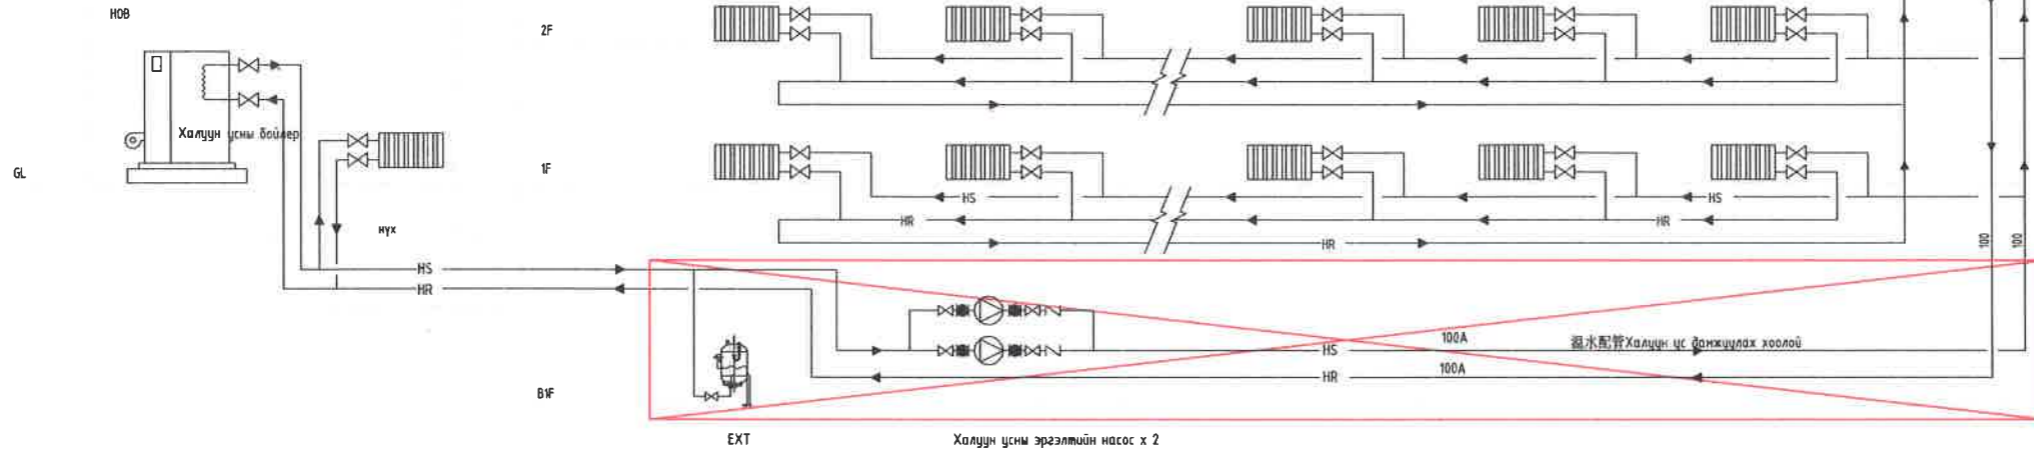 HOB
2F
Халуун усны бойлер
GL
1F
HS
HS
HR
HR
нүх
HR
100
100
HS
HR
100A
HS
温水配管Халуун ус дамжуулах хоолой
100A
HR
B1F
EXT
Халуун усны эргэлтийн насос x 2